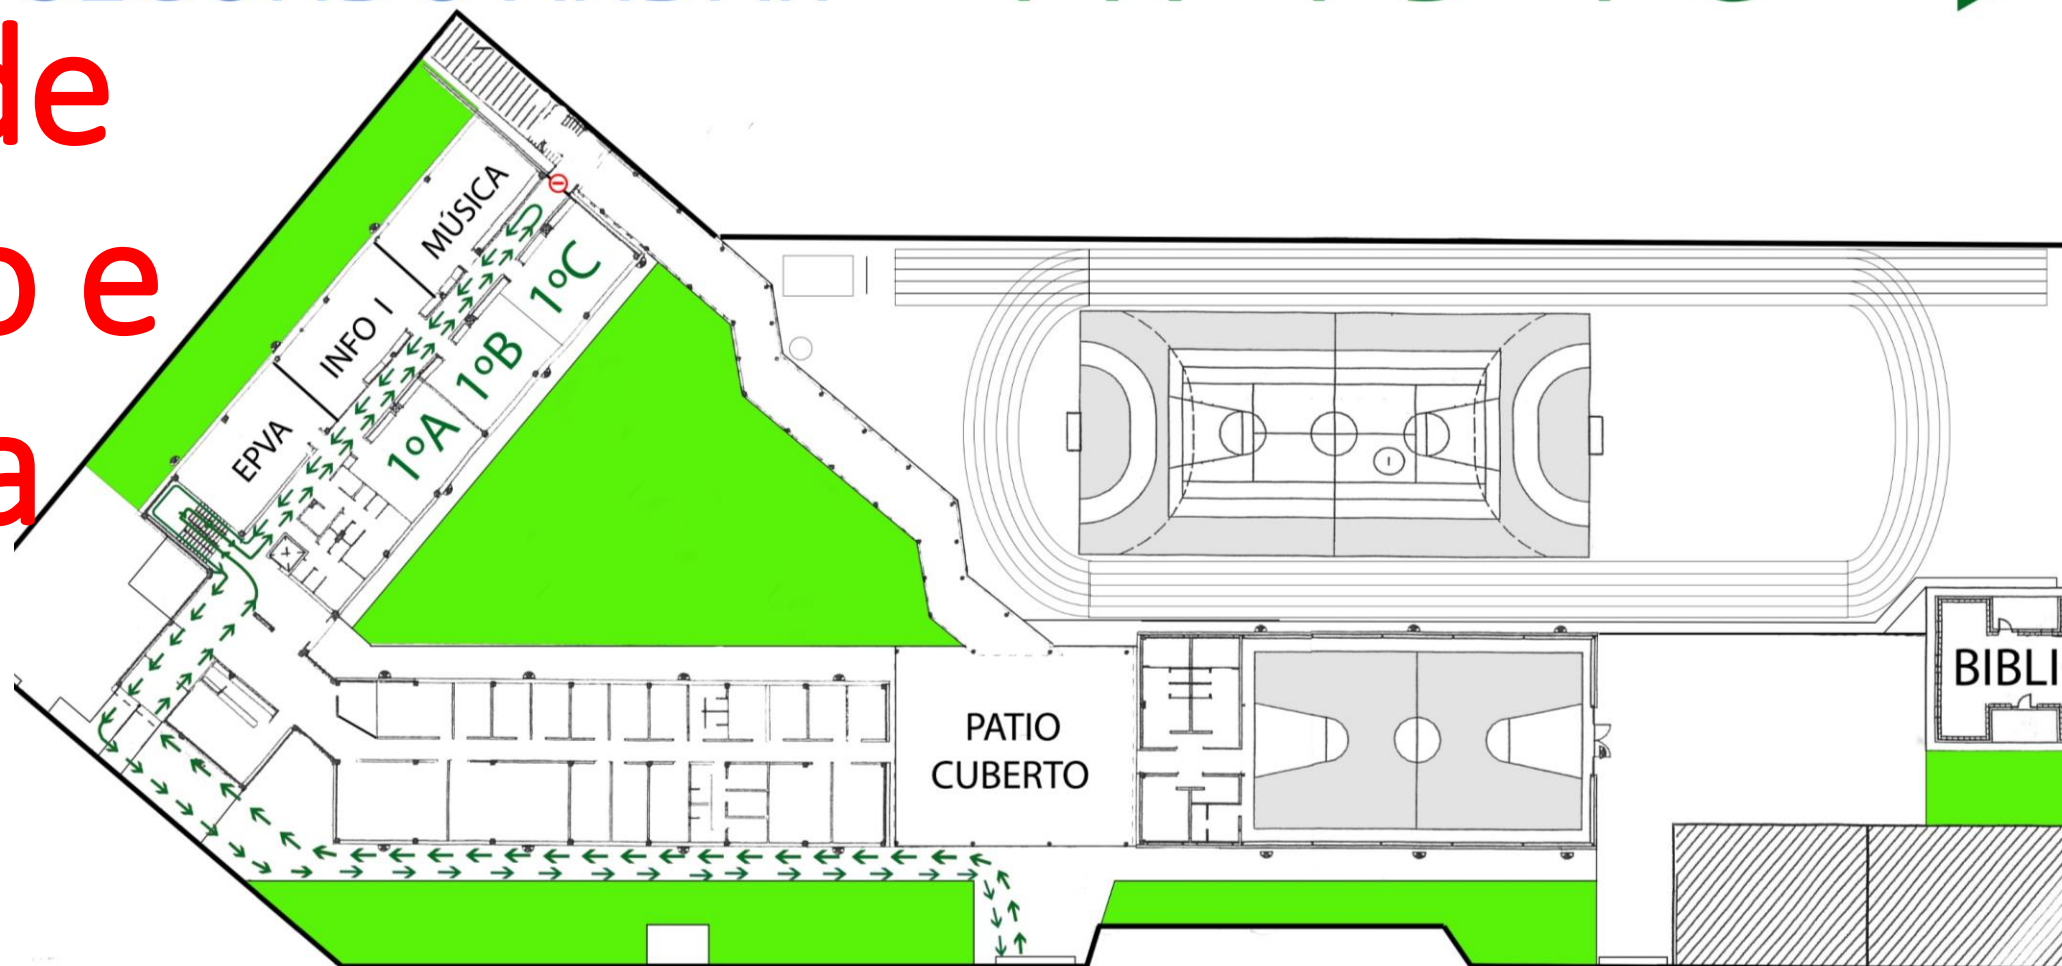 de
o e
a
MÚSICA
1ºC
INFO I
1ºB
EPVA
1ºA
PATIO
CUBERTO
BIBLI